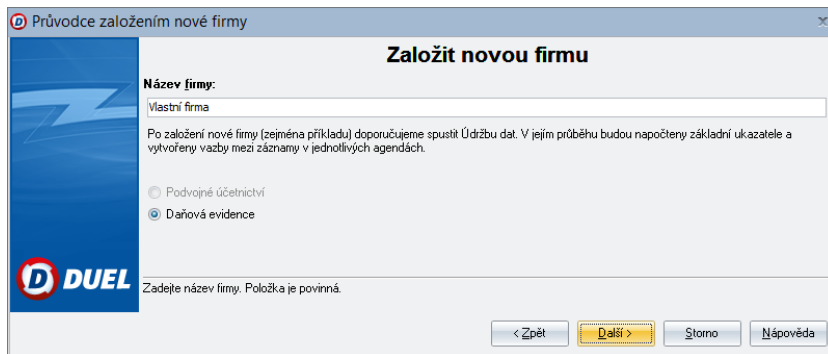 Průvodce založením nové firmy
Založit novou firmu
Název firmy:
Vlastní firma
Po založení nové firmy (zejména příkladu) doporučujeme spustit Údržbu dat. V jejím průběhu budou napočteny základní ukazatele a
vytvořeny vazby mezi záznamy v jednotlivých agendách.
Podvojné účetnictví
Daňová evidence
DUEL
Zadejte název firmy. Položka je povinná.
< Zpět
Další >
Storno
Nápověda